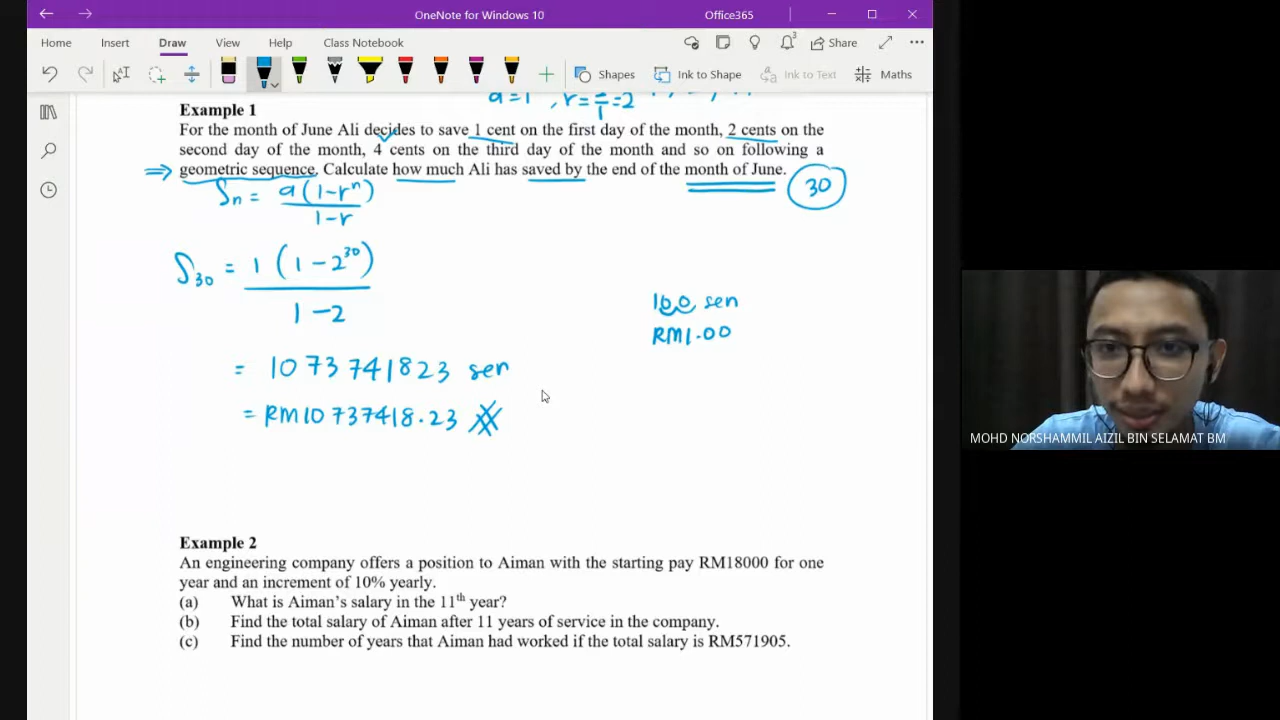 OneNote for Windows 10
Office365
Home Insert Draw View Help Class Notebook
3
Share
Shapes Ink to Shape Ink to Text Maths
a = 1 , r = 2/1 = 2
Example 1
For the month of June Ali decides to save 1 cent on the first day of the month, 2 cents on the
second day of the month, 4 cents on the third day of the month and so on following a
⇒ geometric sequence. Calculate how much Ali has saved by the end of the month of June. 30
Sn = a(1-rⁿ)
1-r
S30 = 1 (1-2³⁰)
1-2
100 sen
RM1.00
= 1073741823 sen
= RM10737418.23
MOHD NORSHAMMIL AIZIL BIN SELAMAT BM
Example 2
An engineering company offers a position to Aiman with the starting pay RM18000 for one
year and an increment of 10% yearly.
(a) What is Aiman's salary in the 11th year?
(b) Find the total salary of Aiman after 11 years of service in the company.
(c) Find the number of years that Aiman had worked if the total salary is RM571905.